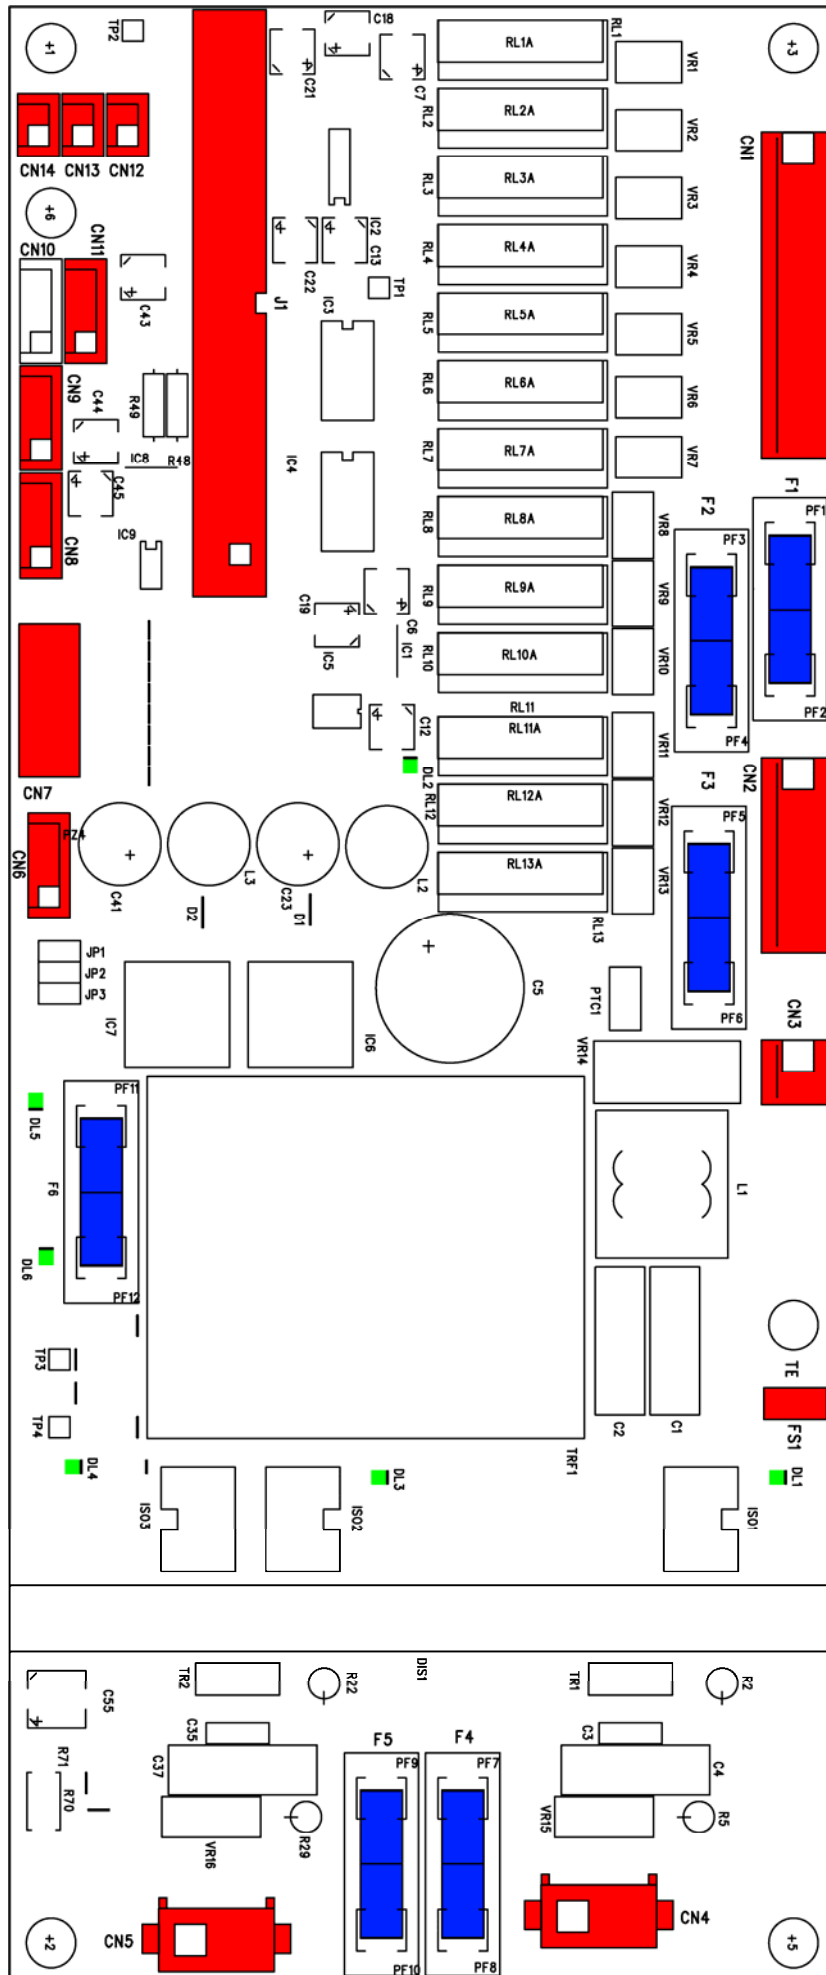 +1
TP2
C18
C21
C7
RL1
RL1A
VR1
+3
CN14
CN13
CN12
RL2
RL2A
VR2
CN1
RL3
RL3A
VR3
+6
CN10
CN11
C43
IC2
C13
C22
TP1
IC3
J1
RL4
RL4A
VR4
RL5
RL5A
VR5
CN9
C44
R49
RL6
RL6A
VR6
IC8
R48
IC4
RL7
RL7A
VR7
C45
CN8
IC9
RL8
RL8A
VR8
F2
F1
PF3
PF1
C19
C6
IC5
IC1
RL9
RL9A
VR9
RL10
RL10A
VR10
PF2
PF4
CN7
C12
RL11
RL11A
VR11
CN2
DL2
F3
PF5
PZ4
CN6
C41
L3
C23
L2
RL12
RL12A
VR12
RL13A
VR13
RL13
D2
D1
JP1
JP2
JP3
IC7
IC6
C5
PTC1
PF6
CN3
VR14
DL5
PF11
F6
L1
DL6
PF12
TP3
TE
TP4
C2
C1
FS1
DL4
TRF1
DL3
DL1
ISO3
ISO2
ISO1
DIS1
C55
TR2
R22
TR1
R2
C35
C37
F5
F4
C3
C4
R71
R70
PF9
PF7
VR16
R29
VR15
R5
+2
CN5
CN4
+5
PF10
PF8